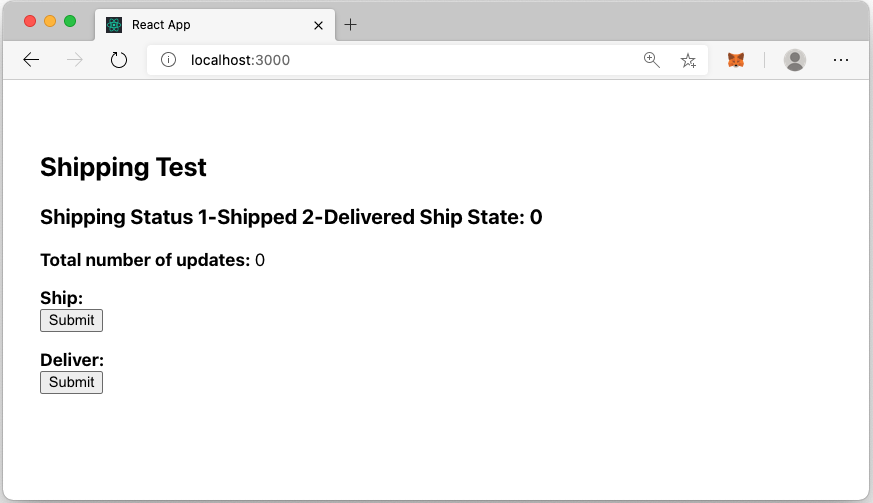 React App
localhost:3000
Shipping Test
Shipping Status 1-Shipped 2-Delivered Ship State: 0
Total number of updates: 0
Ship:
Submit
Deliver:
Submit